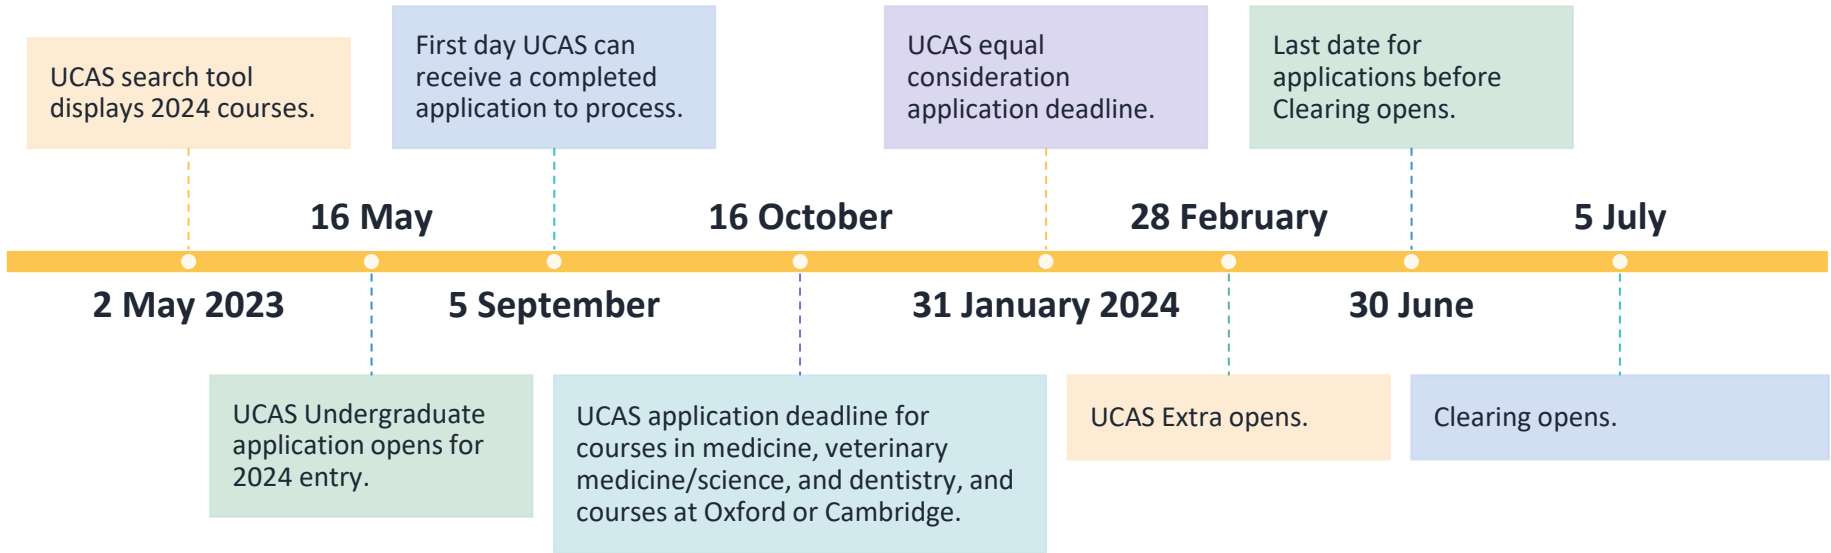 UCAS search tool
displays 2024 courses.
First day UCAS can
receive a completed
application to process.
UCAS equal
consideration
application deadline.
Last date for
applications before
Clearing opens.
16 May
16 October
28 February
5 July
2 May 2023
5 September
31 January 2024
30 June
UCAS Undergraduate
application opens for
2024 entry.
UCAS application deadline for
courses in medicine, veterinary
medicine/science, and dentistry, and
courses at Oxford or Cambridge.
UCAS Extra opens.
Clearing opens.